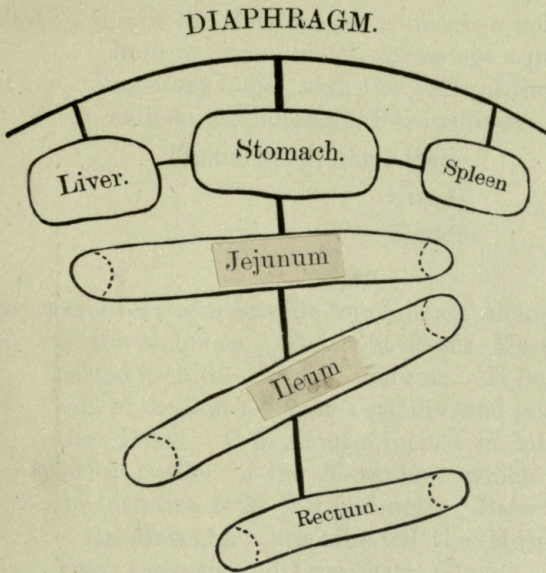 DIAPHRAGM.
Liver.
Stomach.
Spleen
Jejunum
Ileum
Rectum.